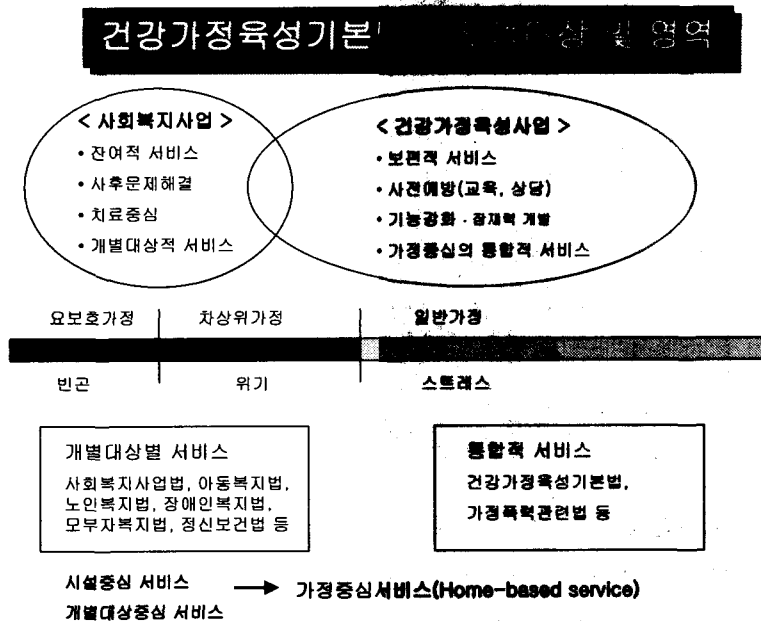 건강가정육성기본 상 및 영역
< 사회복지사업 >
• 잔여적 서비스
• 사후문제해결
• 치료중심
• 개별대상적 서비스
< 건강가정육성사업 >
• 보편적 서비스
• 사전예방(교육, 상담)
• 기능강화 · 잠재력 개발
• 가정중심의 통합적 서비스
요보호가정 차상위가정 일반가정
빈곤 위기 스트레스
개별대상별 서비스
사회복지사업법, 아동복지법,
노인복지법, 장애인복지법,
모부자복지법, 정신보건법 등
통합적 서비스
건강가정육성기본법,
가정폭력관련법 등
시설중심 서비스
개별대상중심 서비스
→ 가정중심서비스(Home-based service)